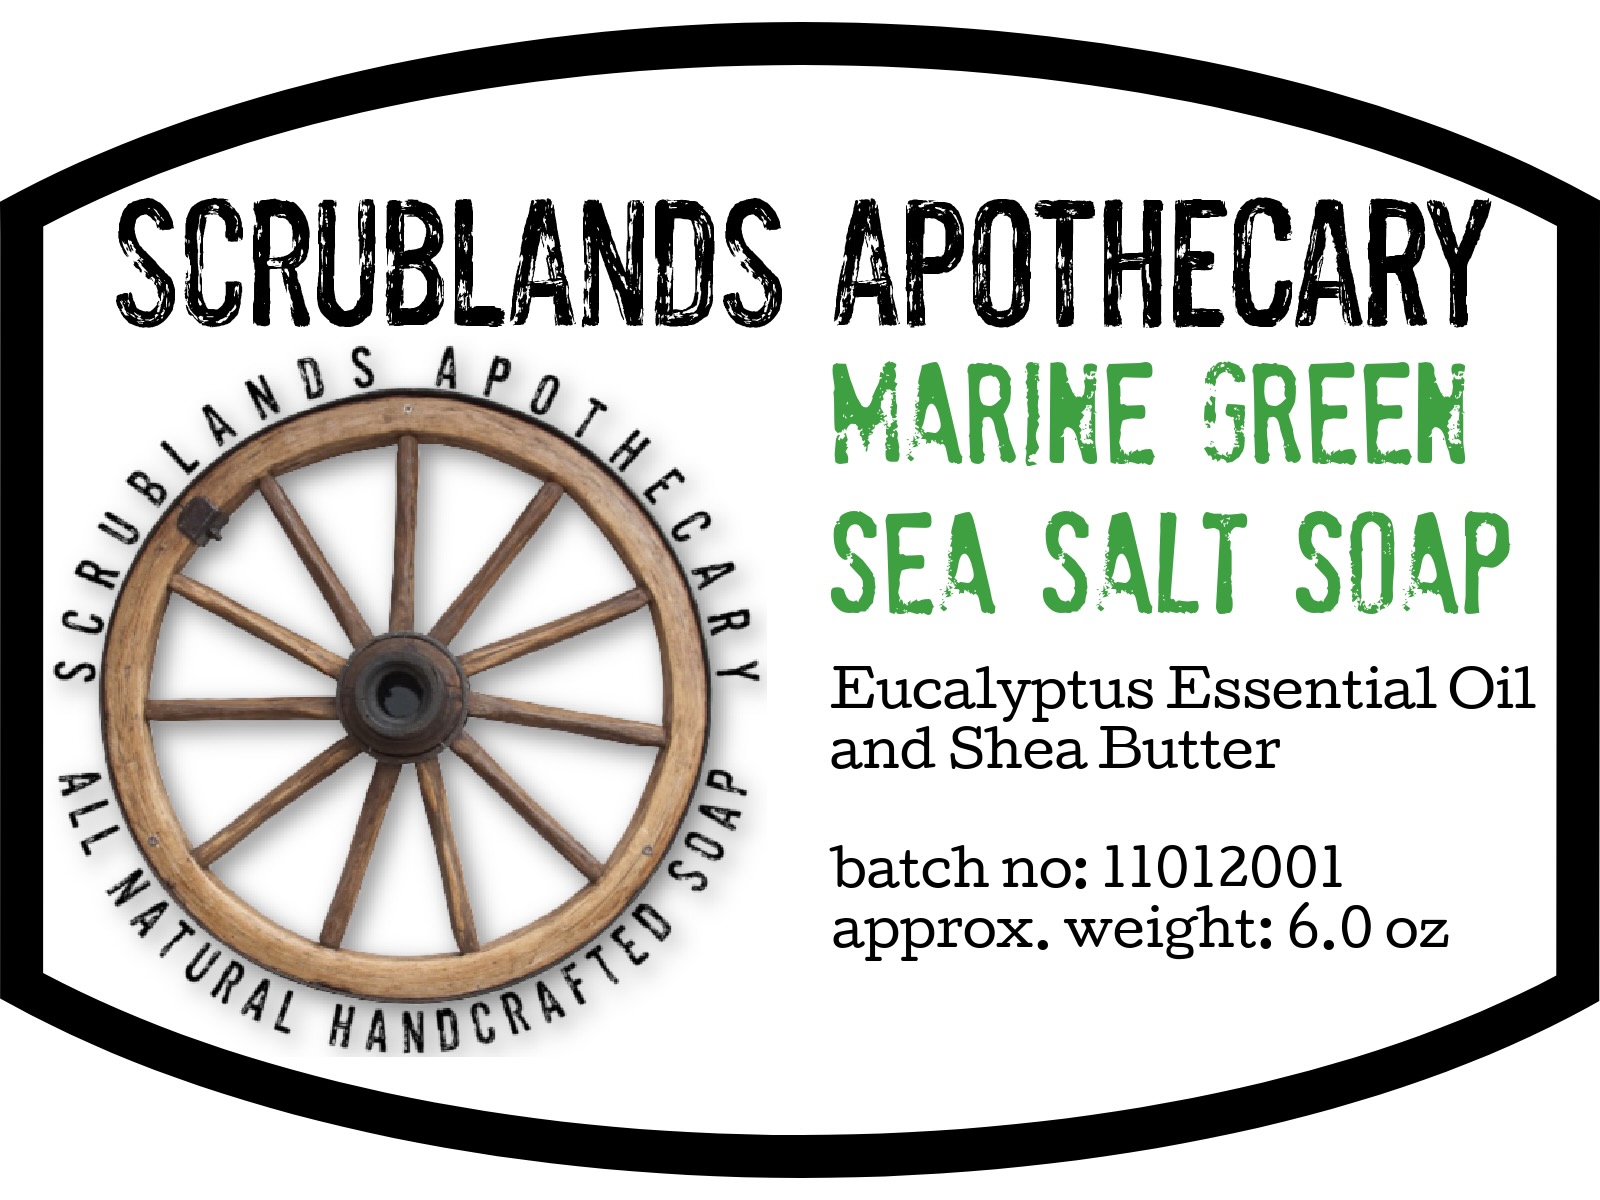 SCRUBLANDS APOTHECARY
SCRUBLANDS APOTHECARY
ALL NATURAL HANDCRAFTED SOAP
MARINE GREEN
SEA SALT SOAP
Eucalyptus Essential Oil
and Shea Butter
batch no: 11012001
approx. weight: 6.0 oz